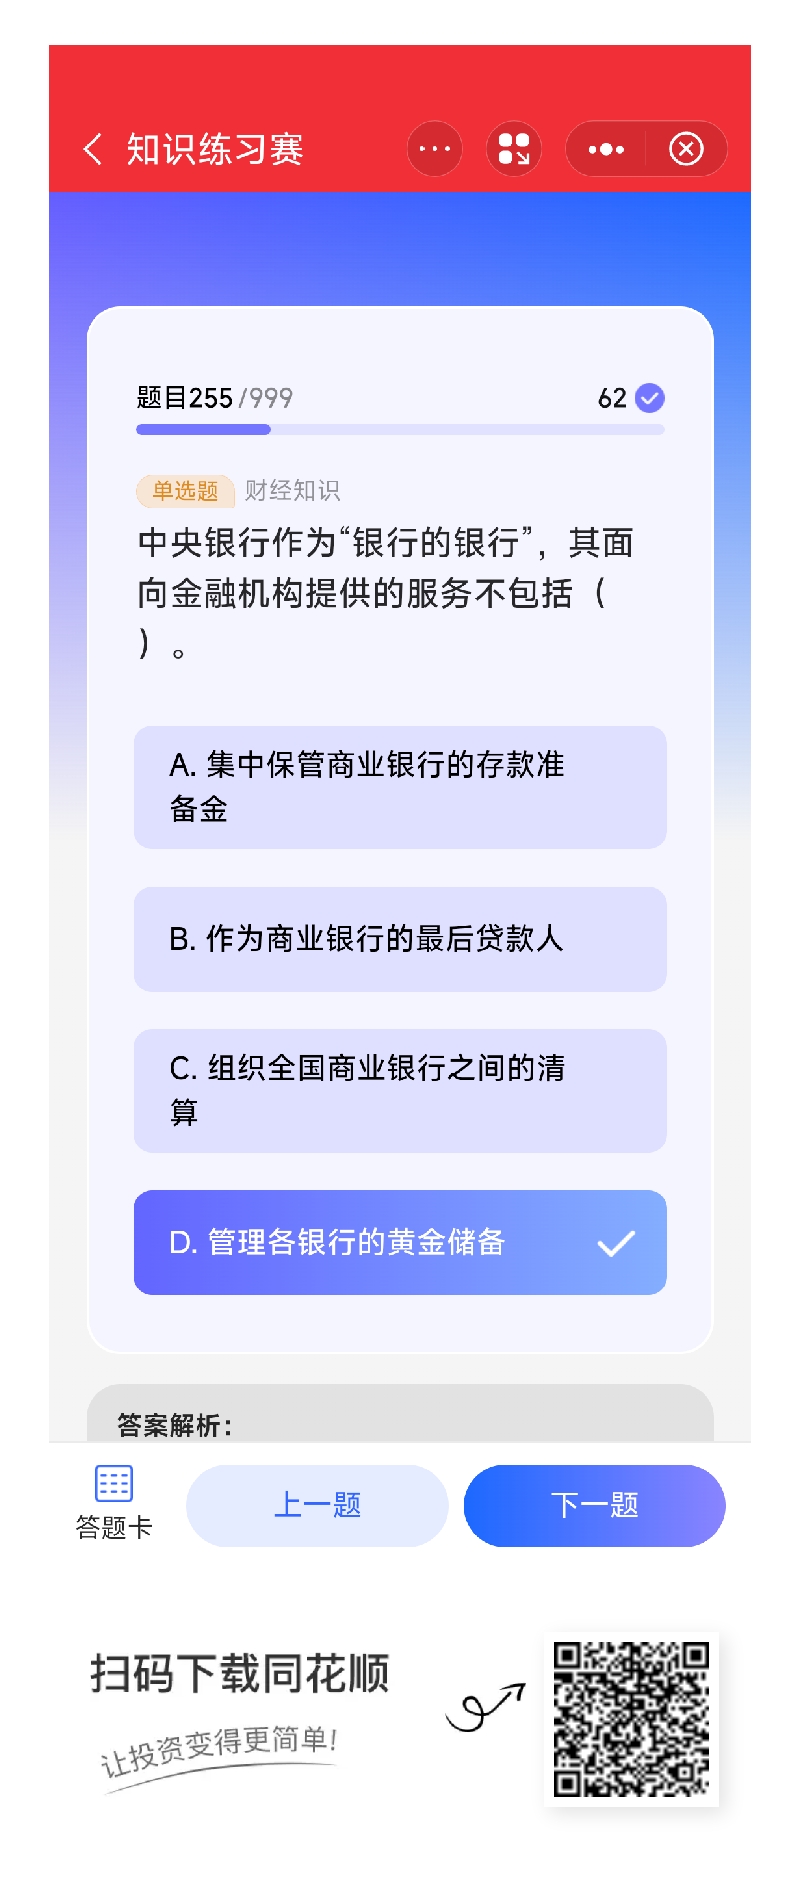 知识练习赛
题目255/999
62
单选题 财经知识
中央银行作为“银行的银行”，其面
向金融机构提供的服务不包括（
）。
A. 集中保管商业银行的存款准
备金
B. 作为商业银行的最后贷款人
C. 组织全国商业银行之间的清
算
D. 管理各银行的黄金储备
答案解析：
答题卡
上一题
下一题
扫码下载同花顺
让投资变得更简单!